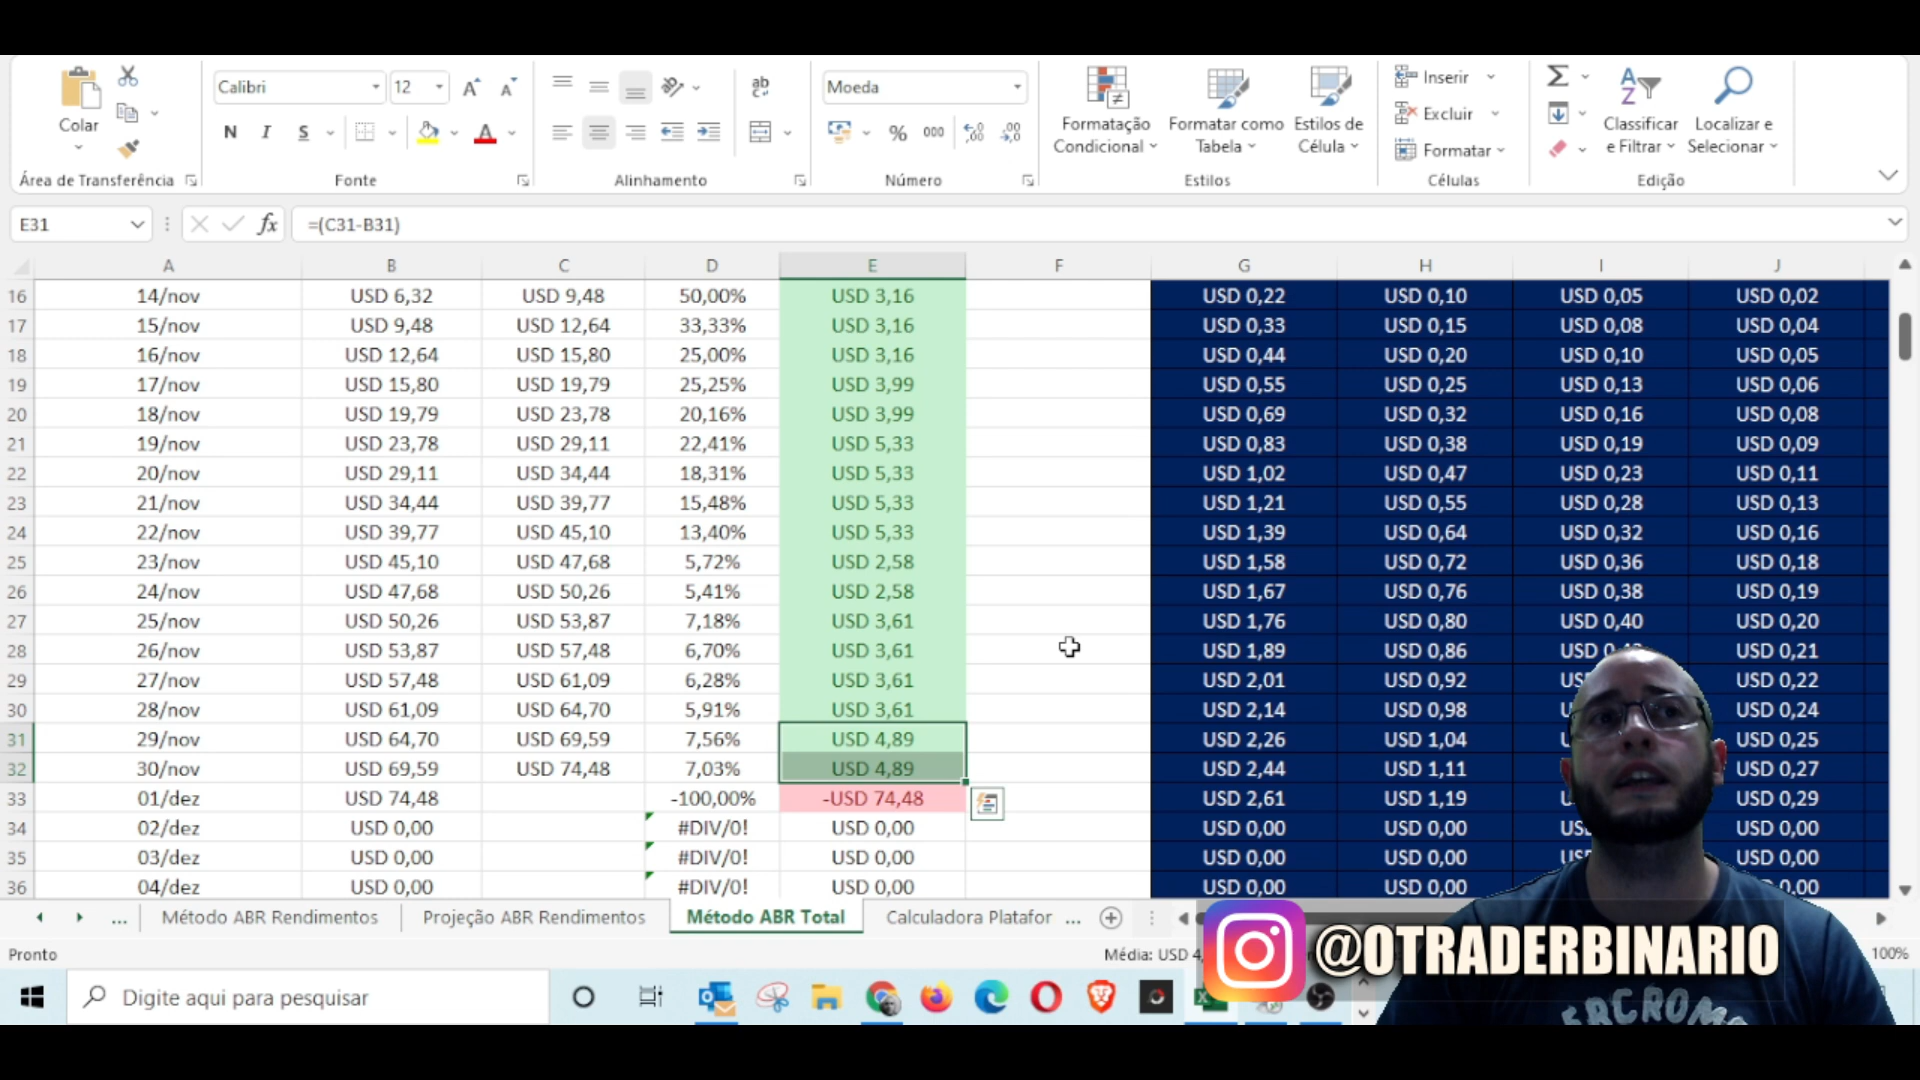 Calibri 12 Moeda
Colar
N I S
% 000
Formatação Condicional
Formatar como Tabela
Estilos de Célula
Inserir
Excluir
Formatar
Classificar e Filtrar
Localizar e Selecionar
Área de Transferência Fonte Alinhamento Número Estilos Células Edição
E31 fx =(C31-B31)
A B C D E F G H I J
16 14/nov USD 6,32 USD 9,48 50,00% USD 3,16 USD 0,22 USD 0,10 USD 0,05 USD 0,02
17 15/nov USD 9,48 USD 12,64 33,33% USD 3,16 USD 0,33 USD 0,15 USD 0,08 USD 0,04
18 16/nov USD 12,64 USD 15,80 25,00% USD 3,16 USD 0,44 USD 0,20 USD 0,10 USD 0,05
19 17/nov USD 15,80 USD 19,79 25,25% USD 3,99 USD 0,55 USD 0,25 USD 0,13 USD 0,06
20 18/nov USD 19,79 USD 23,78 20,16% USD 3,99 USD 0,69 USD 0,32 USD 0,16 USD 0,08
21 19/nov USD 23,78 USD 29,11 22,41% USD 5,33 USD 0,83 USD 0,38 USD 0,19 USD 0,09
22 20/nov USD 29,11 USD 34,44 18,31% USD 5,33 USD 1,02 USD 0,47 USD 0,23 USD 0,11
23 21/nov USD 34,44 USD 39,77 15,48% USD 5,33 USD 1,21 USD 0,55 USD 0,28 USD 0,13
24 22/nov USD 39,77 USD 45,10 13,40% USD 5,33 USD 1,39 USD 0,64 USD 0,32 USD 0,16
25 23/nov USD 45,10 USD 47,68 5,72% USD 2,58 USD 1,58 USD 0,72 USD 0,36 USD 0,18
26 24/nov USD 47,68 USD 50,26 5,41% USD 2,58 USD 1,67 USD 0,76 USD 0,38 USD 0,19
27 25/nov USD 50,26 USD 53,87 7,18% USD 3,61 USD 1,76 USD 0,80 USD 0,40 USD 0,20
28 26/nov USD 53,87 USD 57,48 6,70% USD 3,61 USD 1,89 USD 0,86 USD USD 0,21
29 27/nov USD 57,48 USD 61,09 6,28% USD 3,61 USD 2,01 USD 0,92 USD 0,22
30 28/nov USD 61,09 USD 64,70 5,91% USD 3,61 USD 2,14 USD 0,98 USD 0,24
31 29/nov USD 64,70 USD 69,59 7,56% USD 4,89 USD 2,26 USD 1,04 USD 0,25
32 30/nov USD 69,59 USD 74,48 7,03% USD 4,89 USD 2,44 USD 1,11 USD 0,27
33 01/dez USD 74,48 -100,00% -USD 74,48 USD 2,61 USD 1,19 USD 0,29
34 02/dez USD 0,00 #DIV/0! USD 0,00 USD 0,00 USD 0,00 USD 0,00
35 03/dez USD 0,00 #DIV/0! USD 0,00 USD 0,00 USD 0,00 USD 0,00
36 04/dez USD 0,00 #DIV/0! USD 0,00 USD 0,00 USD 0,00 0,00
... Método ABR Rendimentos Projeção ABR Rendimentos Método ABR Total Calculadora Platafor ...
Pronto Média: USD 4, 100%
@OTRADERBINARIO
Digite aqui para pesquisar